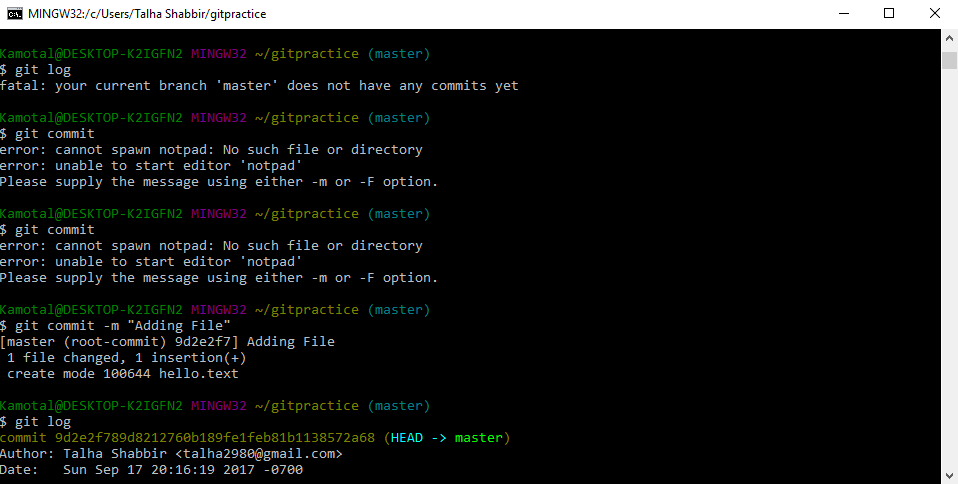 MINGW32:/c/Users/Talha Shabbir/gitpractice
Kamotal@DESKTOP-K2IGFN2 MINGW32 ~/gitpractice (master)
$ git log
fatal: your current branch 'master' does not have any commits yet
Kamotal@DESKTOP-K2IGFN2 MINGW32 ~/gitpractice (master)
$ git commit
error: cannot spawn notpad: No such file or directory
error: unable to start editor 'notpad'
Please supply the message using either -m or -F option.
Kamotal@DESKTOP-K2IGFN2 MINGW32 ~/gitpractice (master)
$ git commit
error: cannot spawn notpad: No such file or directory
error: unable to start editor 'notpad'
Please supply the message using either -m or -F option.
Kamotal@DESKTOP-K2IGFN2 MINGW32 ~/gitpractice (master)
$ git commit -m "Adding File"
[master (root-commit) 9d2e2f7] Adding File
 1 file changed, 1 insertion(+)
 create mode 100644 hello.text
Kamotal@DESKTOP-K2IGFN2 MINGW32 ~/gitpractice (master)
$ git log
commit 9d2e2f789d8212760b189fe1feb81b1138572a68 (HEAD -> master)
Author: Talha Shabbir <talha2980@gmail.com>
Date:   Sun Sep 17 20:16:19 2017 -0700